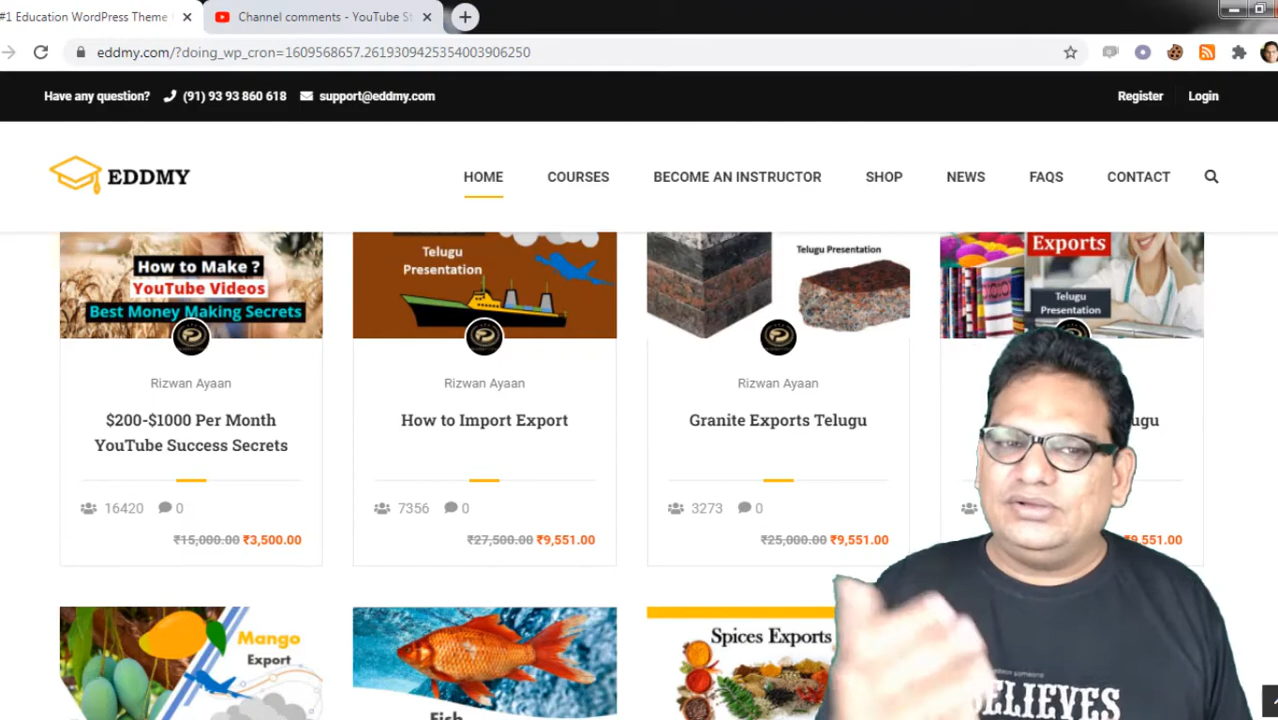 #1 Education WordPress Theme
Channel comments - YouTube St
eddmy.com/?doing_wp_cron=1609568657.2619309425354003906250
Have any question? (91) 93 93 860 618 support@eddmy.com
Register Login
EDDMY
HOME COURSES BECOME AN INSTRUCTOR SHOP NEWS FAQS CONTACT
How to Make ?
YouTube Videos
Best Money Making Secrets
Rizwan Ayaan
$200-$1000 Per Month
YouTube Success Secrets
16420 0
₹15,000.00 ₹3,500.00
Telugu
Presentation
Rizwan Ayaan
How to Import Export
7356 0
₹27,500.00 ₹9,551.00
Telugu Presentation
Rizwan Ayaan
Granite Exports Telugu
3273 0
₹25,000.00 ₹9,551.00
Exports
Telugu
Presentation
ugu
₹9,551.00
Mango
Export
Fish
Spices Exports
BELIEVES